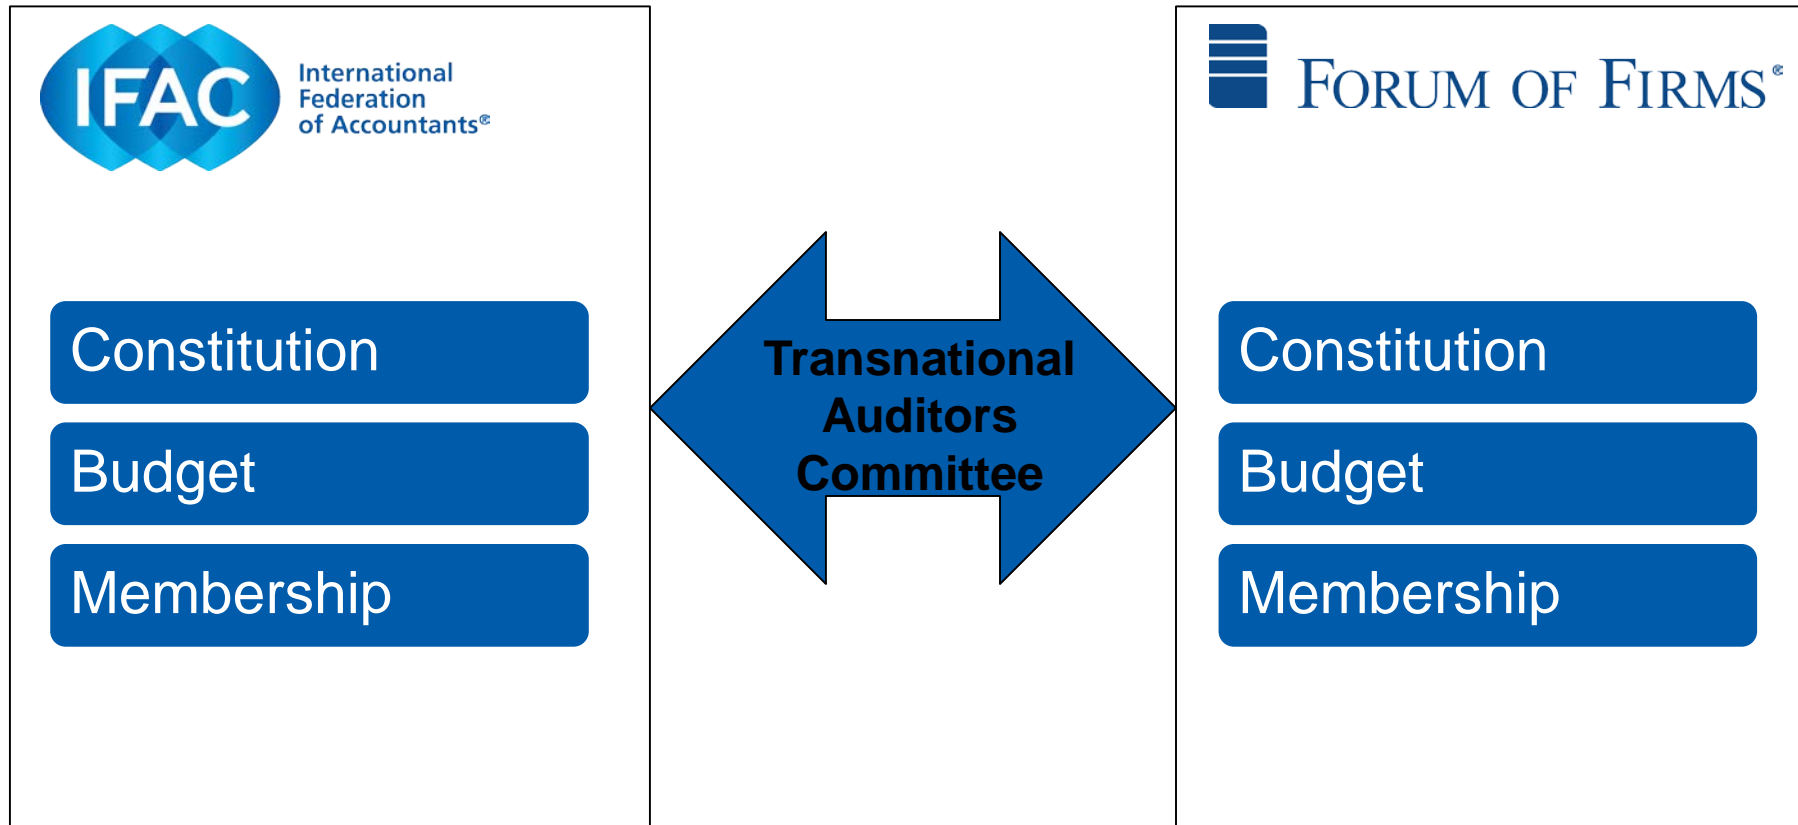 IFAC
International
Federation
of Accountants®
Constitution
Budget
Membership
Transnational
Auditors
Committee
FORUM OF FIRMS®
Constitution
Budget
Membership